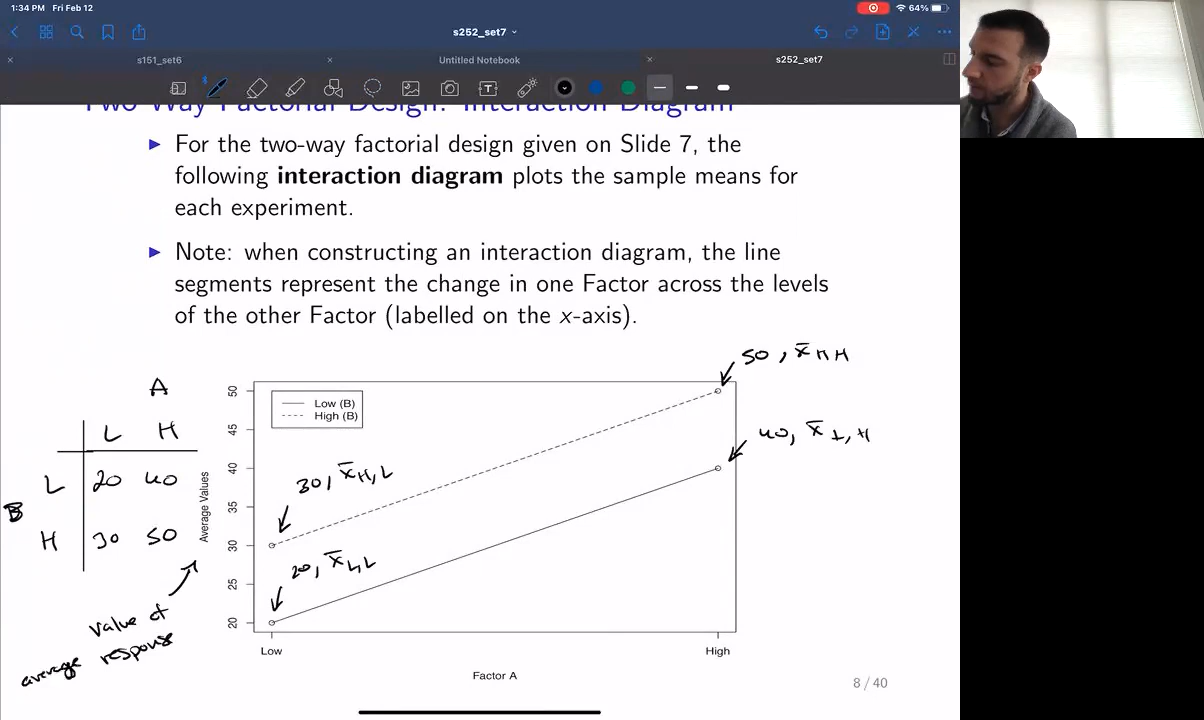 1:34 PM Fri Feb 12
64%
s252_set7
s151_set6
Untitled Notebook
s252_set7
Two-Way Factorial Design: Interaction Diagram
For the two-way factorial design given on Slide 7, the
following interaction diagram plots the sample means for
each experiment.
Note: when constructing an interaction diagram, the line
segments represent the change in one Factor across the levels
of the other Factor (labelled on the x-axis).
A
L H
L 20 40
B
H 30 50
value of
average response
Average Values
50
45
40
35
30
25
20
Low (B)
High (B)
50, x̄ H H
40, x̄ L, H
30, x̄ H, L
20, x̄ L, L
Low
High
Factor A
8 / 40